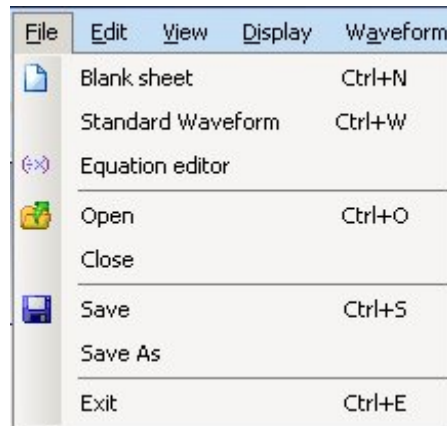 File Edit View Display Waveform
Blank sheet Ctrl+N
Standard Waveform Ctrl+W
Equation editor
Open Ctrl+O
Close
Save Ctrl+S
Save As
Exit Ctrl+E